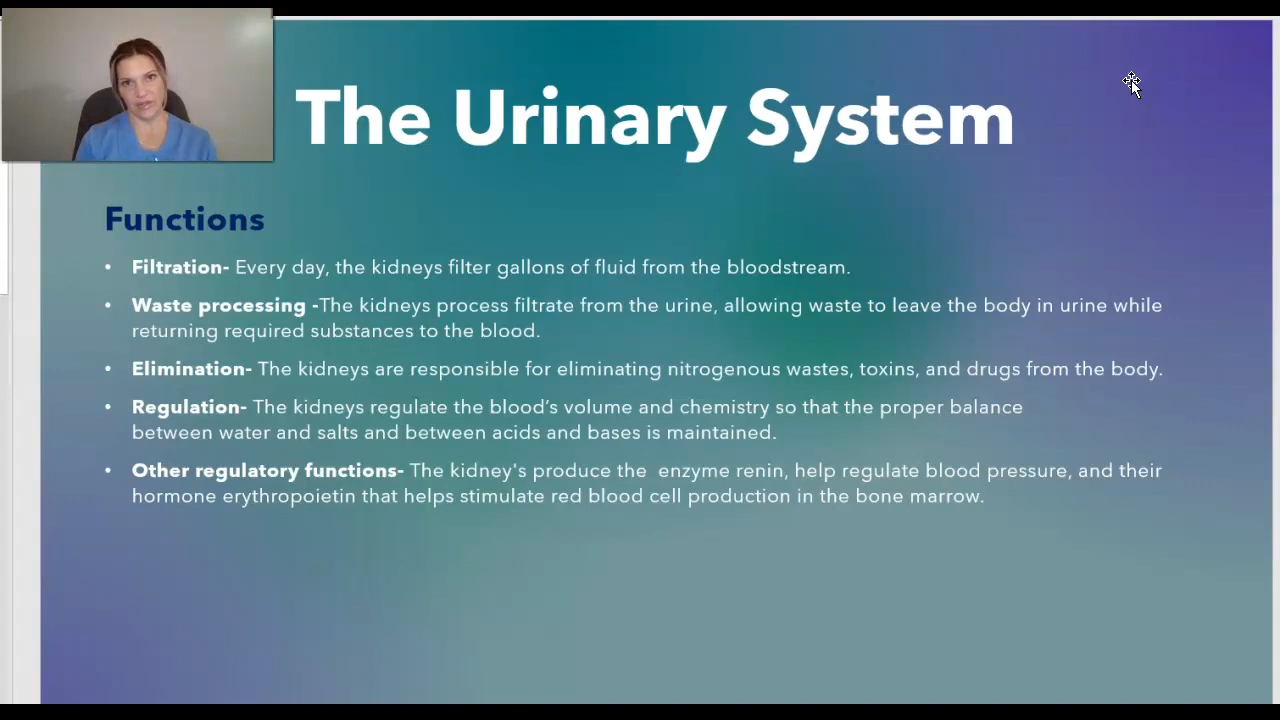 The Urinary System
Functions
• Filtration- Every day, the kidneys filter gallons of fluid from the bloodstream.
• Waste processing -The kidneys process filtrate from the urine, allowing waste to leave the body in urine while
returning required substances to the blood.
• Elimination- The kidneys are responsible for eliminating nitrogenous wastes, toxins, and drugs from the body.
• Regulation- The kidneys regulate the blood’s volume and chemistry so that the proper balance
between water and salts and between acids and bases is maintained.
• Other regulatory functions- The kidney's produce the  enzyme renin, help regulate blood pressure, and their
hormone erythropoietin that helps stimulate red blood cell production in the bone marrow.